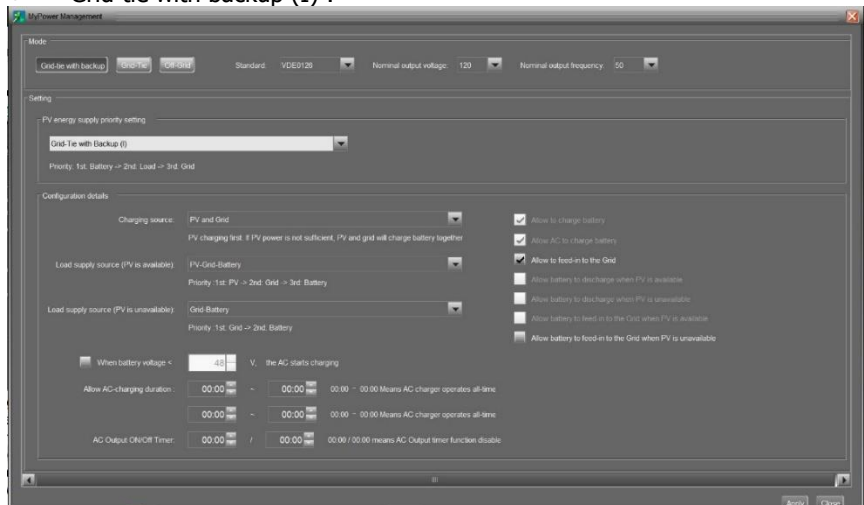 Grid-tie with backup (I) :
MyPower Management
Mode
Grid-tie with backup Grid-Tie Off-Grid Standard: VDE0126 Nominal output voltage: 120 Nominal output frequency: 50
Setting
PV energy supply priority setting
Grid-Tie with Backup (I)
Priority: 1st. Battery -> 2nd. Load -> 3rd. Grid
Configuration details
Charging source: PV and Grid
PV charging first. If PV power is not sufficient, PV and grid will charge battery together
Load supply source (PV is available): PV-Grid-Battery
Priority :1st. PV -> 2nd. Grid -> 3rd. Battery
Load supply source (PV is unavailable): Grid-Battery
Priority :1st. Grid -> 2nd. Battery
Allow to charge battery
Allow AC to charge battery
Allow to feed-in to the Grid
Allow battery to discharge when PV is available
Allow battery to discharge when PV is unavailable
Allow battery to feed-in to the Grid when PV is available
Allow battery to feed-in to the Grid when PV is unavailable
When battery voltage < 48 V, the AC starts charging
Allow AC-charging duration : 00:00 ~ 00:00 00:00 ~ 00:00 Means AC charger operates all-time
00:00 ~ 00:00 00:00 ~ 00:00 Means AC charger operates all-time
AC Output ON/Off Timer: 00:00 / 00:00 00:00 / 00:00 means AC Output timer function disable
Apply Close